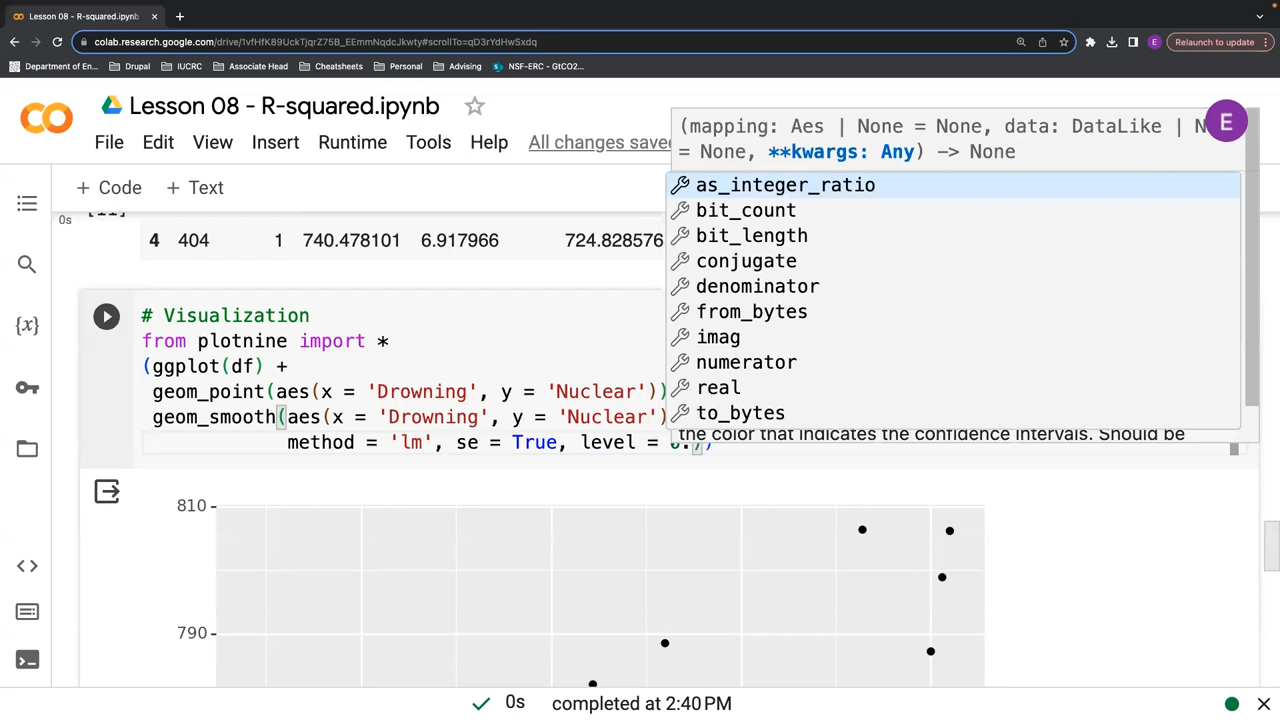 Lesson 08 - R-squared.ipynb
colab.research.google.com/drive/1vfHfK89UckTjqrZ75B_EEmmNqdcJkwty#scrollTo=qD3rYdHwSxdq
E
Relaunch to update
Department of En...
Drupal
IUCRC
Associate Head
Cheatsheets
Personal
Advising
NSF-ERC - GtCO2...
Lesson 08 - R-squared.ipynb
File Edit View Insert Runtime Tools Help All changes saved
(mapping: Aes | None = None, data: DataLike | N
= None, **kwargs: Any) -> None
E
+ Code + Text
as_integer_ratio
bit_count
bit_length
conjugate
denominator
from_bytes
imag
numerator
real
to_bytes
the color that indicates the confidence intervals. Should be
[11]
0s
4 404 1 740.478101 6.917966 724.828576
{x}
# Visualization
from plotnine import *
(ggplot(df) +
geom_point(aes(x = 'Drowning', y = 'Nuclear'))
geom_smooth(aes(x = 'Drowning', y = 'Nuclear')
method = 'lm', se = True, level = 0.))
810
790
0s completed at 2:40 PM